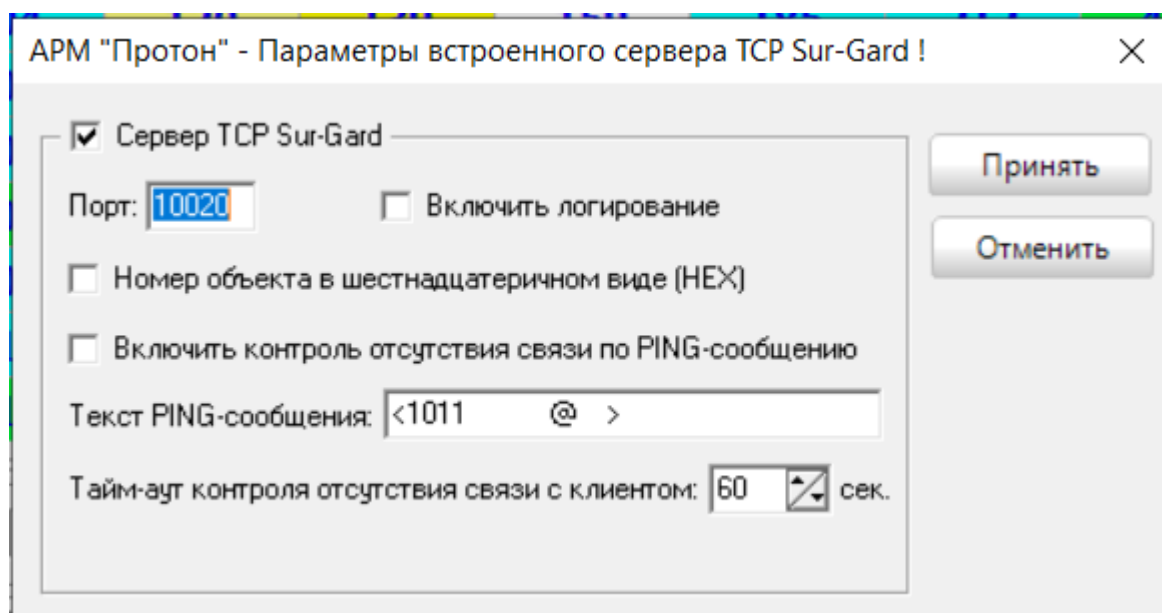 АРМ "Протон" - Параметры встроенного сервера TCP Sur-Gard !
Сервер TCP Sur-Gard
Принять
Порт: 10020 Включить логирование
Отменить
Номер объекта в шестнадцатеричном виде (HEX)
Включить контроль отсутствия связи по PING-сообщению
Текст PING-сообщения: <1011 @ >
Тайм-аут контроля отсутствия связи с клиентом: 60 сек.